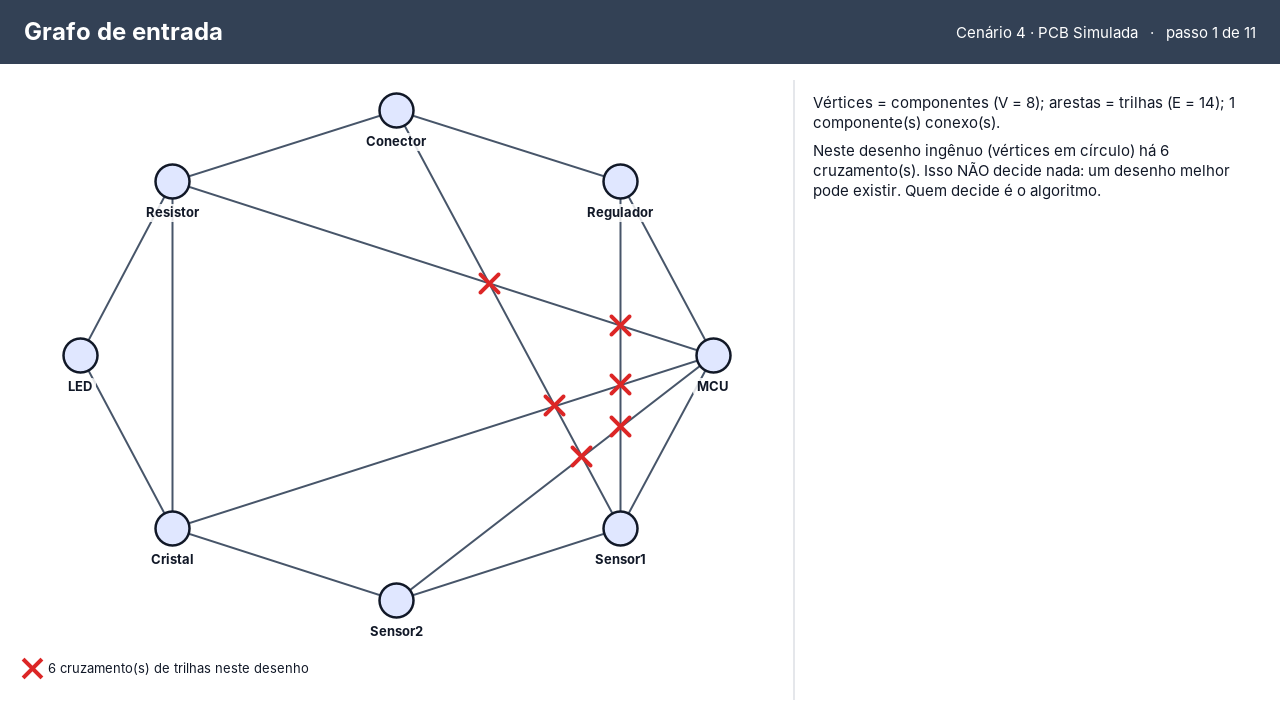 Grafo de entrada
Cenário 4 · PCB Simulada · passo 1 de 11
Vértices = componentes (V = 8); arestas = trilhas (E = 14); 1
componente(s) conexo(s).
Neste desenho ingênuo (vértices em círculo) há 6
cruzamento(s). Isso NÃO decide nada: um desenho melhor
pode existir. Quem decide é o algoritmo.
Conector
Resistor
Regulador
LED
MCU
Cristal
Sensor1
Sensor2
6 cruzamento(s) de trilhas neste desenho